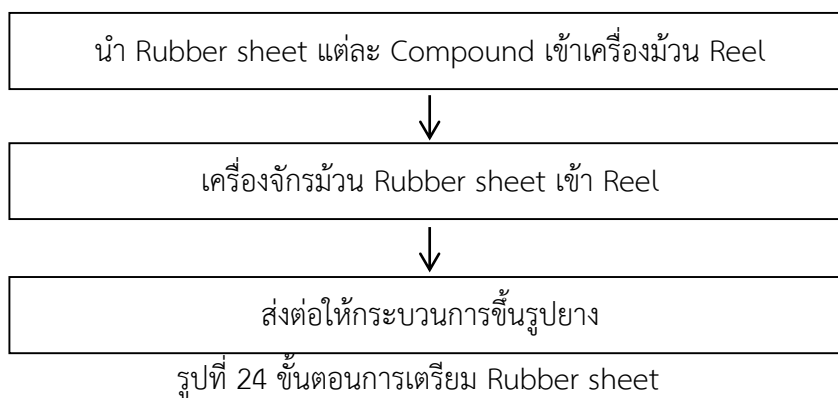 นำ Rubber sheet แต่ละ Compound เข้าเครื่องม้วน Reel
เครื่องจักรม้วน Rubber sheet เข้า Reel
ส่งต่อให้กระบวนการขึ้นรูปยาง
รูปที่ 24 ขั้นตอนการเตรียม Rubber sheet